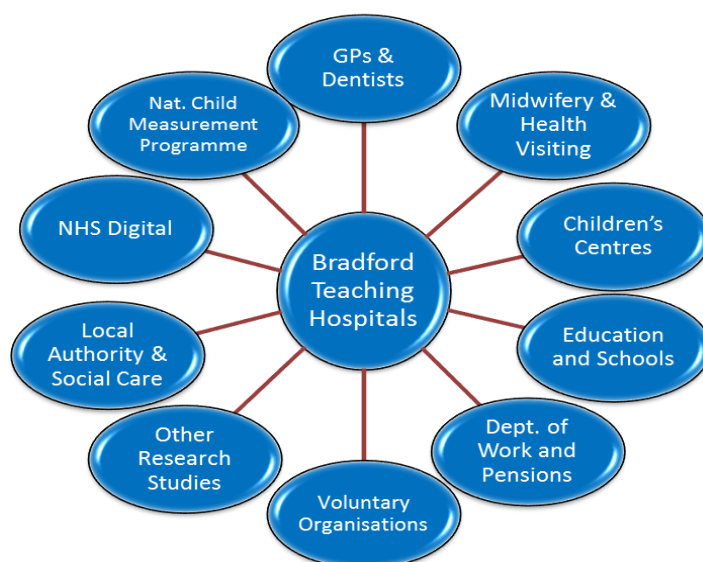 GPs &
Dentists
Midwifery &
Health
Visiting
Children's
Centres
Education
and Schools
Dept. of
Work and
Pensions
Voluntary
Organisations
Other
Research
Studies
Local
Authority &
Social Care
NHS Digital
Nat. Child
Measurement
Programme
Bradford
Teaching
Hospitals